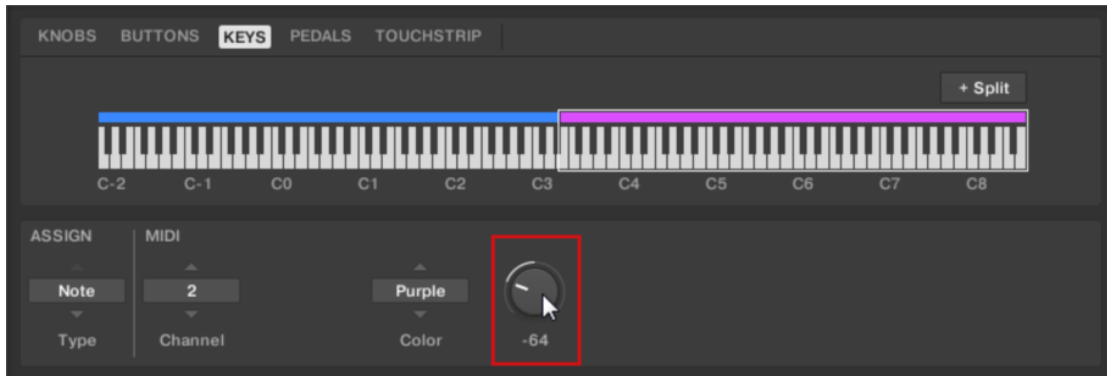 KNOBS BUTTONS KEYS PEDALS TOUCHSTRIP
+ Split
C-2 C-1 C0 C1 C2 C3 C4 C5 C6 C7 C8
ASSIGN MIDI
Note 2 Purple
Type Channel Color -64